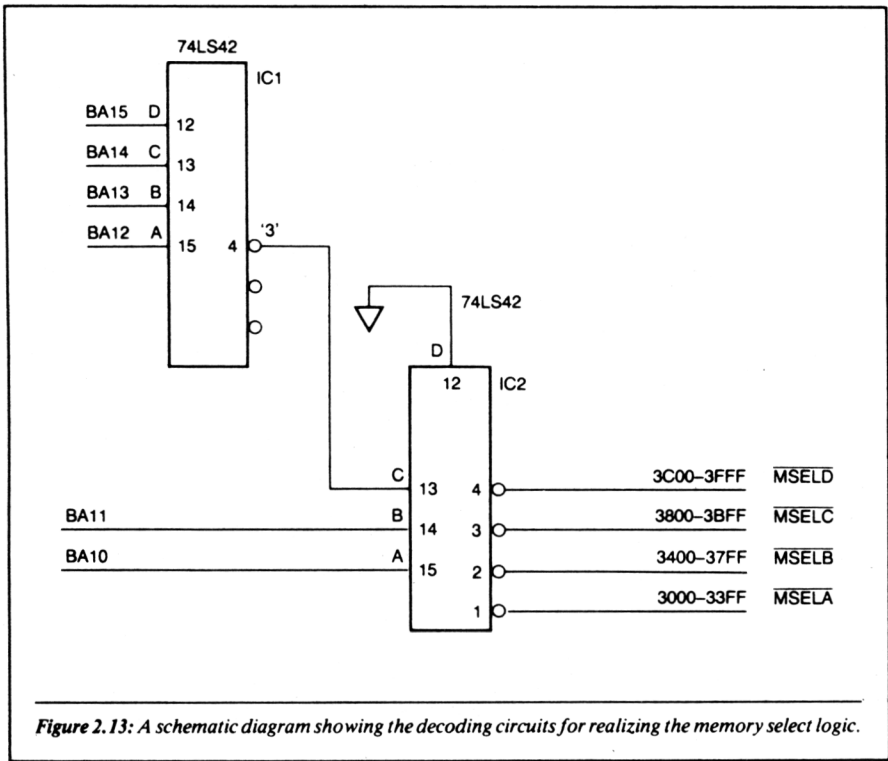 74LS42
IC1
BA15 D 12
BA14 C 13
BA13 B 14
BA12 A 15 4 '3'
74LS42
D
12 IC2
C 13 4 3C00–3FFF MSELD
BA11 B 14 3 3800–3BFF MSELC
BA10 A 15 2 3400–37FF MSELB
1 3000–33FF MSELA
Figure 2.13: A schematic diagram showing the decoding circuits for realizing the memory select logic.